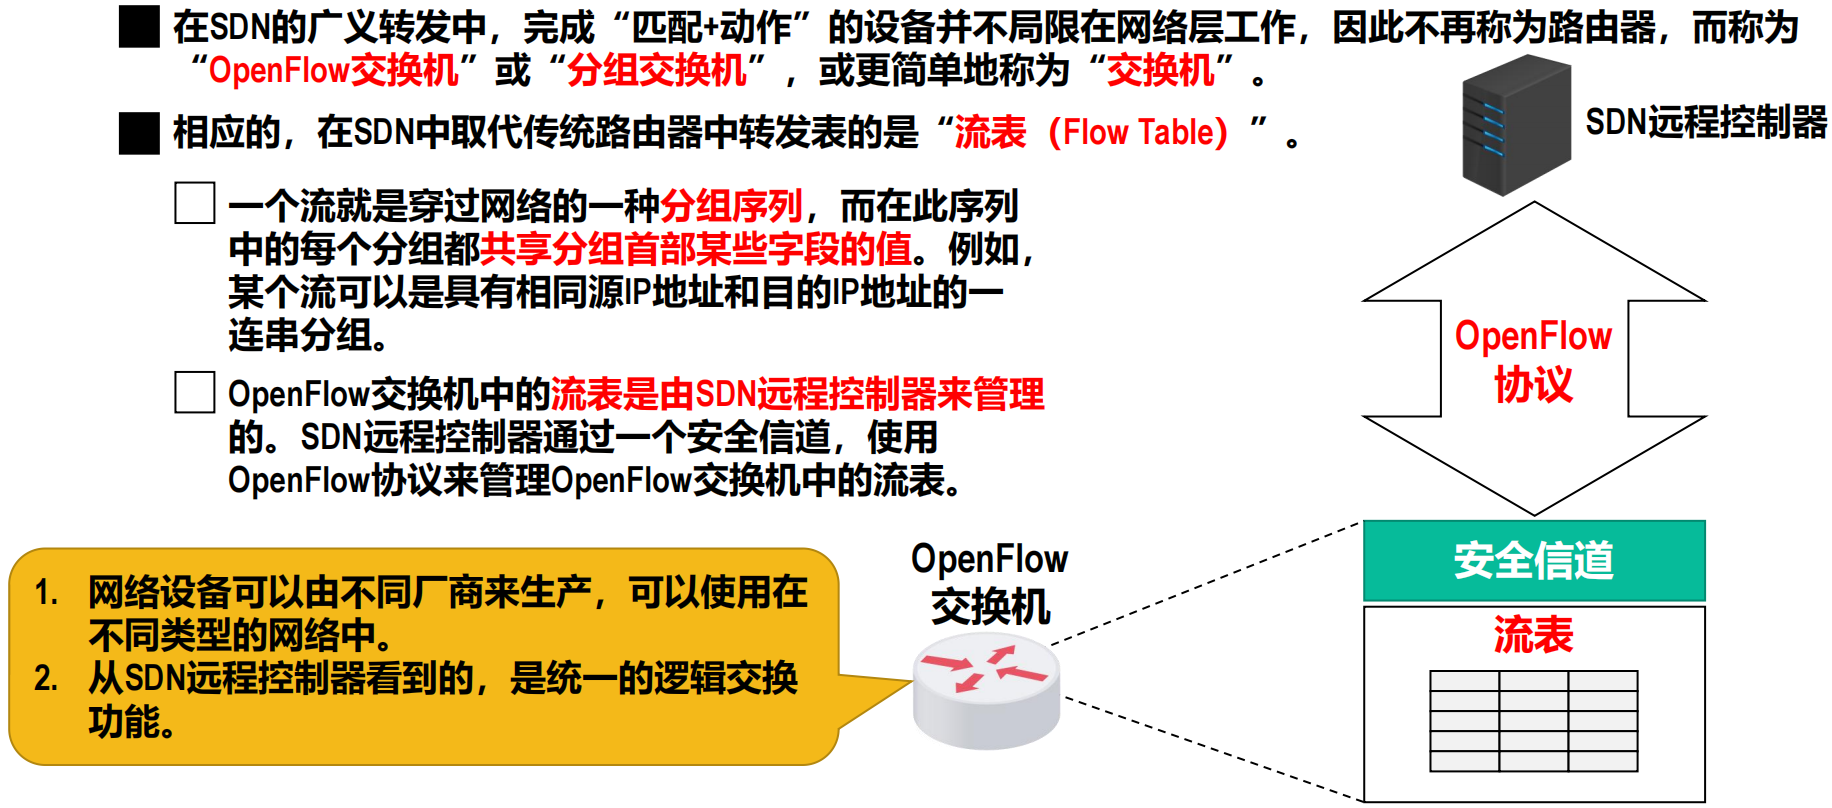 在SDN的广义转发中，完成“匹配+动作”的设备并不局限在网络层工作，因此不再称为路由器，而称为
“OpenFlow交换机”或“分组交换机”，或更简单地称为“交换机”。
相应的，在SDN中取代传统路由器中转发表的是“流表（Flow Table）”。
SDN远程控制器
一个流就是穿过网络的一种分组序列，而在此序列
中的每个分组都共享分组首部某些字段的值。例如，
某个流可以是具有相同源IP地址和目的IP地址的一
连串分组。
OpenFlow交换机中的流表是由SDN远程控制器来管理
的。SDN远程控制器通过一个安全信道，使用
OpenFlow协议来管理OpenFlow交换机中的流表。
OpenFlow
协议
1. 网络设备可以由不同厂商来生产，可以使用在
不同类型的网络中。
2. 从SDN远程控制器看到的，是统一的逻辑交换
功能。
OpenFlow
交换机
安全信道
流表